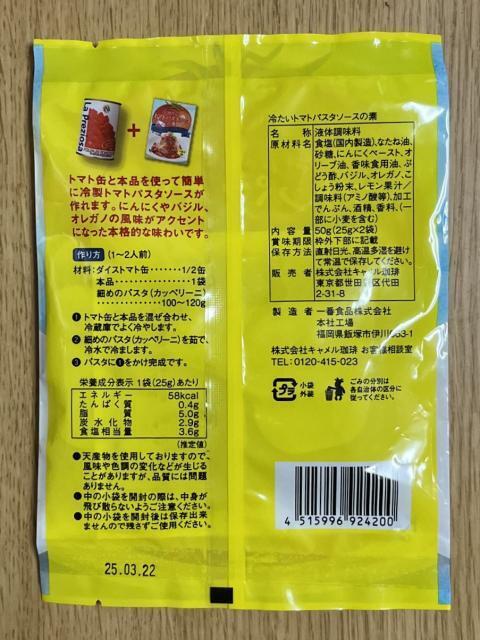 La Preziosa
+
トマト缶と本品を使って簡単
に冷製トマトパスタソースが
作れます。にんにくやバジル、
オレガノの風味がアクセント
になった本格的な味わいです。
作り方 (1〜2人前)
材料:ダイストマト缶‥‥‥‥1/2缶
本品‥‥‥‥‥‥‥‥1袋
細めのパスタ(カッペリーニ)
‥‥‥‥‥100〜120g
❶トマト缶と本品を混ぜ合わせ、
冷蔵庫でよく冷やします。
❷細めのパスタ(カッペリーニ)を茹で、
冷水で冷まします。
❸パスタに❶をかけ完成です。
栄養成分表示 1袋(25g)あたり
エネルギー 58kcal
たんぱく質 0.4g
脂質 5.0g
炭水化物 2.9g
食塩相当量 3.6g
(推定値)
●天産物を使用しておりますので、
風味や色調の変化などが生じる
ことがありますが、品質には問題
ありません。
●中の小袋を開封の際は、中身が
飛び散らないようご注意ください。
●中の小袋を開封後は保存出来
ませんので残さずご使用ください。
25.03.22
冷たいトマトパスタソースの素
名称 液体調味料
原材料名 食塩(国内製造)、なたね油、
砂糖、にんにくペースト、オ
リーブ油、香味食用油、ぶ
どう酢、バジル、オレガノ、こ
しょう粉末、レモン果汁/
調味料(アミノ酸等)、加工
でんぷん、酒精、香料、(一部
に小麦を含む)
内容量 50g(25g×2袋)
賞味期限 枠外下部に記載
保存方法 直射日光、高温多湿を避け
て常温で保存してください。
販売者 株式会社キャメル珈琲
東京都世田谷区代田
2-31-8
製造者 一番食品株式会社
本社工場
福岡県飯塚市伊川
株式会社キャメル珈琲 お客様相談室
TEL:0120-415-023
プラ
小袋
外装
ごみの分別は
各自治体の区分に
従ってください。
4 515996 924200